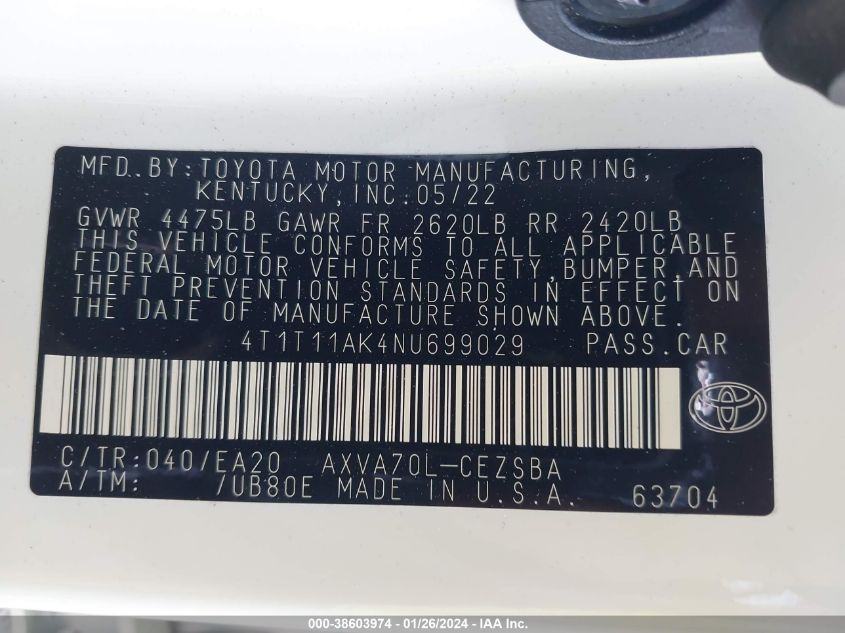 MFD. BY: TOYOTA MOTOR MANUFACTURING,
KENTUCKY, INC. 05/22
GVWR 4475LB GAWR FR 2620LB RR 2420LB
THIS VEHICLE CONFORMS TO ALL APPLICABLE
FEDERAL MOTOR VEHICLE SAFETY, BUMPER, AND
THEFT PREVENTION STANDARDS IN EFFECT ON
THE DATE OF MANUFACTURE SHOWN ABOVE.
4T1T11AK4NU699029 PASS. CAR
C/TR: 040/EA20 AXVA70L-CEZSBA
A/TM: /UB80E MADE IN U.S.A. 63704
000-38603974 | 01/26/2024 - IAA Inc.